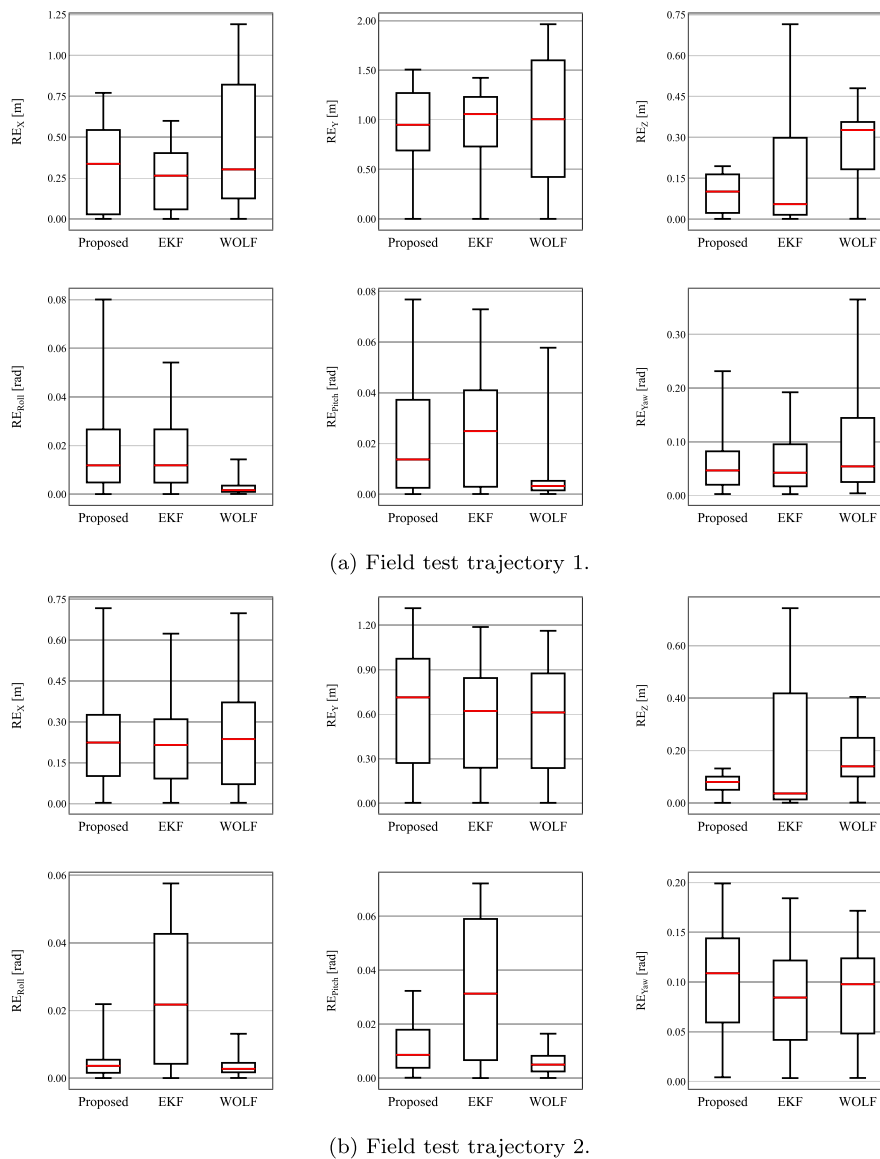 1.25
1.00
0.75
0.50
0.25
0.00
RE_X [m]
Proposed EKF WOLF
2.00
1.50
1.00
0.50
0.00
RE_Y [m]
Proposed EKF WOLF
0.75
0.60
0.45
0.30
0.15
0.00
RE_Z [m]
Proposed EKF WOLF
0.08
0.06
0.04
0.02
0.00
RE_Roll [rad]
Proposed EKF WOLF
0.08
0.06
0.04
0.02
0.00
RE_Pitch [rad]
Proposed EKF WOLF
0.30
0.20
0.10
0.00
RE_Yaw [rad]
Proposed EKF WOLF
(a) Field test trajectory 1.
0.75
0.60
0.45
0.30
0.15
0.00
RE_X [m]
Proposed EKF WOLF
1.20
0.90
0.60
0.30
0.00
RE_Y [m]
Proposed EKF WOLF
0.60
0.40
0.20
0.00
RE_Z [m]
Proposed EKF WOLF
0.06
0.04
0.02
0.00
RE_Roll [rad]
Proposed EKF WOLF
0.06
0.04
0.02
0.00
RE_Pitch [rad]
Proposed EKF WOLF
0.20
0.15
0.10
0.05
0.00
RE_Yaw [rad]
Proposed EKF WOLF
(b) Field test trajectory 2.